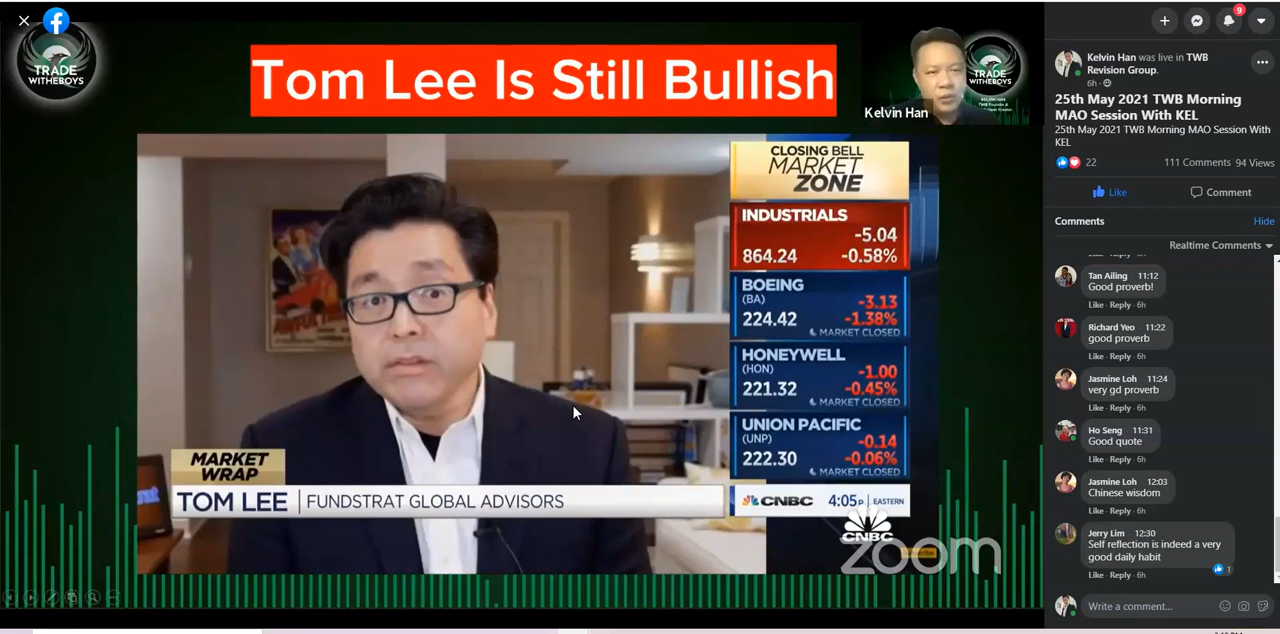 TRADE
WITHEBOYS
Tom Lee Is Still Bullish
TRADE
WITHEBOYS
Kelvin Han
CLOSING BELL
MARKET
ZONE
INDUSTRIALS
-5.04
864.24 -0.58%
BOEING
(BA) -3.13
224.42 -1.38%
MARKET CLOSED
HONEYWELL
(HON) -1.00
221.32 -0.45%
MARKET CLOSED
UNION PACIFIC
(UNP) -0.14
222.30 -0.06%
MARKET CLOSED
MARKET
WRAP
TOM LEE | FUNDSTRAT GLOBAL ADVISORS
CNBC 4:05P | EASTERN
CNBC
zoom
9
Kelvin Han was live in TWB
Revision Group.
6h ·
25th May 2021 TWB Morning
MAO Session With KEL
25th May 2021 TWB Morning MAO Session With
KEL
22 111 Comments 94 Views
Like Comment
Comments Hide
Realtime Comments
Tan Ailing 11:12
Good proverb!
Like · Reply · 6h
Richard Yeo 11:22
good proverb
Like · Reply · 6h
Jasmine Loh 11:24
very gd proverb
Like · Reply · 6h
Ho Seng 11:31
Good quote
Like · Reply · 6h
Jasmine Loh 12:03
Chinese wisdom
Like · Reply · 6h
Jerry Lim 12:30
Self reflection is indeed a very
good daily habit
1
Like · Reply · 6h
Write a comment...